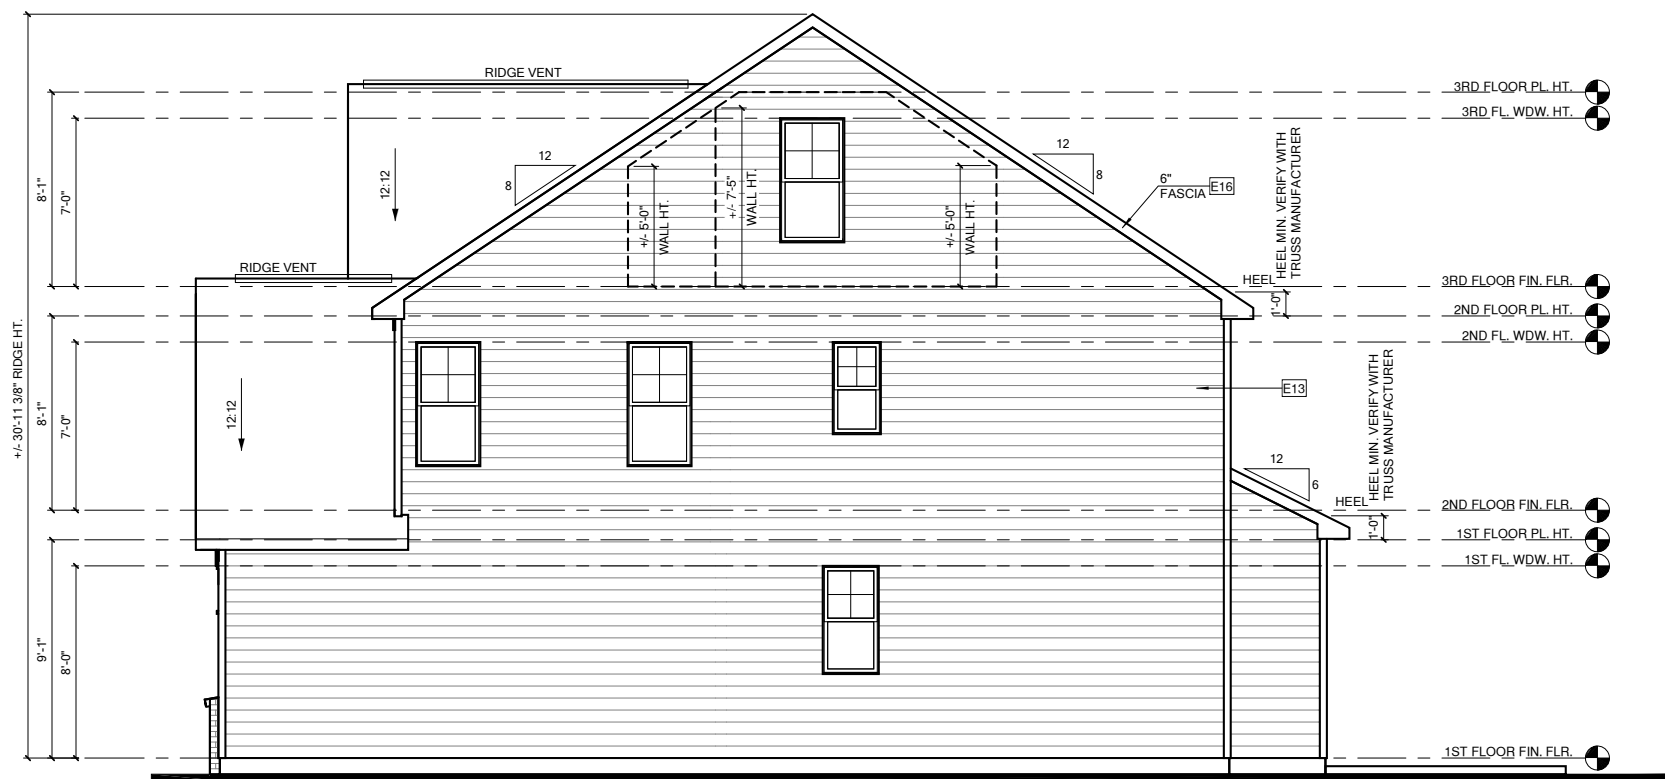 RIDGE VENT
3RD FLOOR PL. HT.
3RD FL. WDW. HT.
8'-1"
7'-0"
12:12
12
8
12
8
6"
FASCIA
E16
HEEL MIN. VERIFY WITH
TRUSS MANUFACTURER
+/- 5'-0"
WALL HT.
+/- 7'-5"
WALL HT.
+/- 5'-0"
WALL HT.
RIDGE VENT
HEEL
1'-0"
3RD FLOOR FIN. FLR.
2ND FLOOR PL. HT.
2ND FL. WDW. HT.
+/- 30'-11 3/8" RIDGE HT.
8'-1"
7'-0"
12:12
E13
HEEL MIN. VERIFY WITH
TRUSS MANUFACTURER
12
6
HEEL
1'-0"
2ND FLOOR FIN. FLR.
1ST FLOOR PL. HT.
1ST FL. WDW. HT.
9'-1"
8'-0"
1ST FLOOR FIN. FLR.